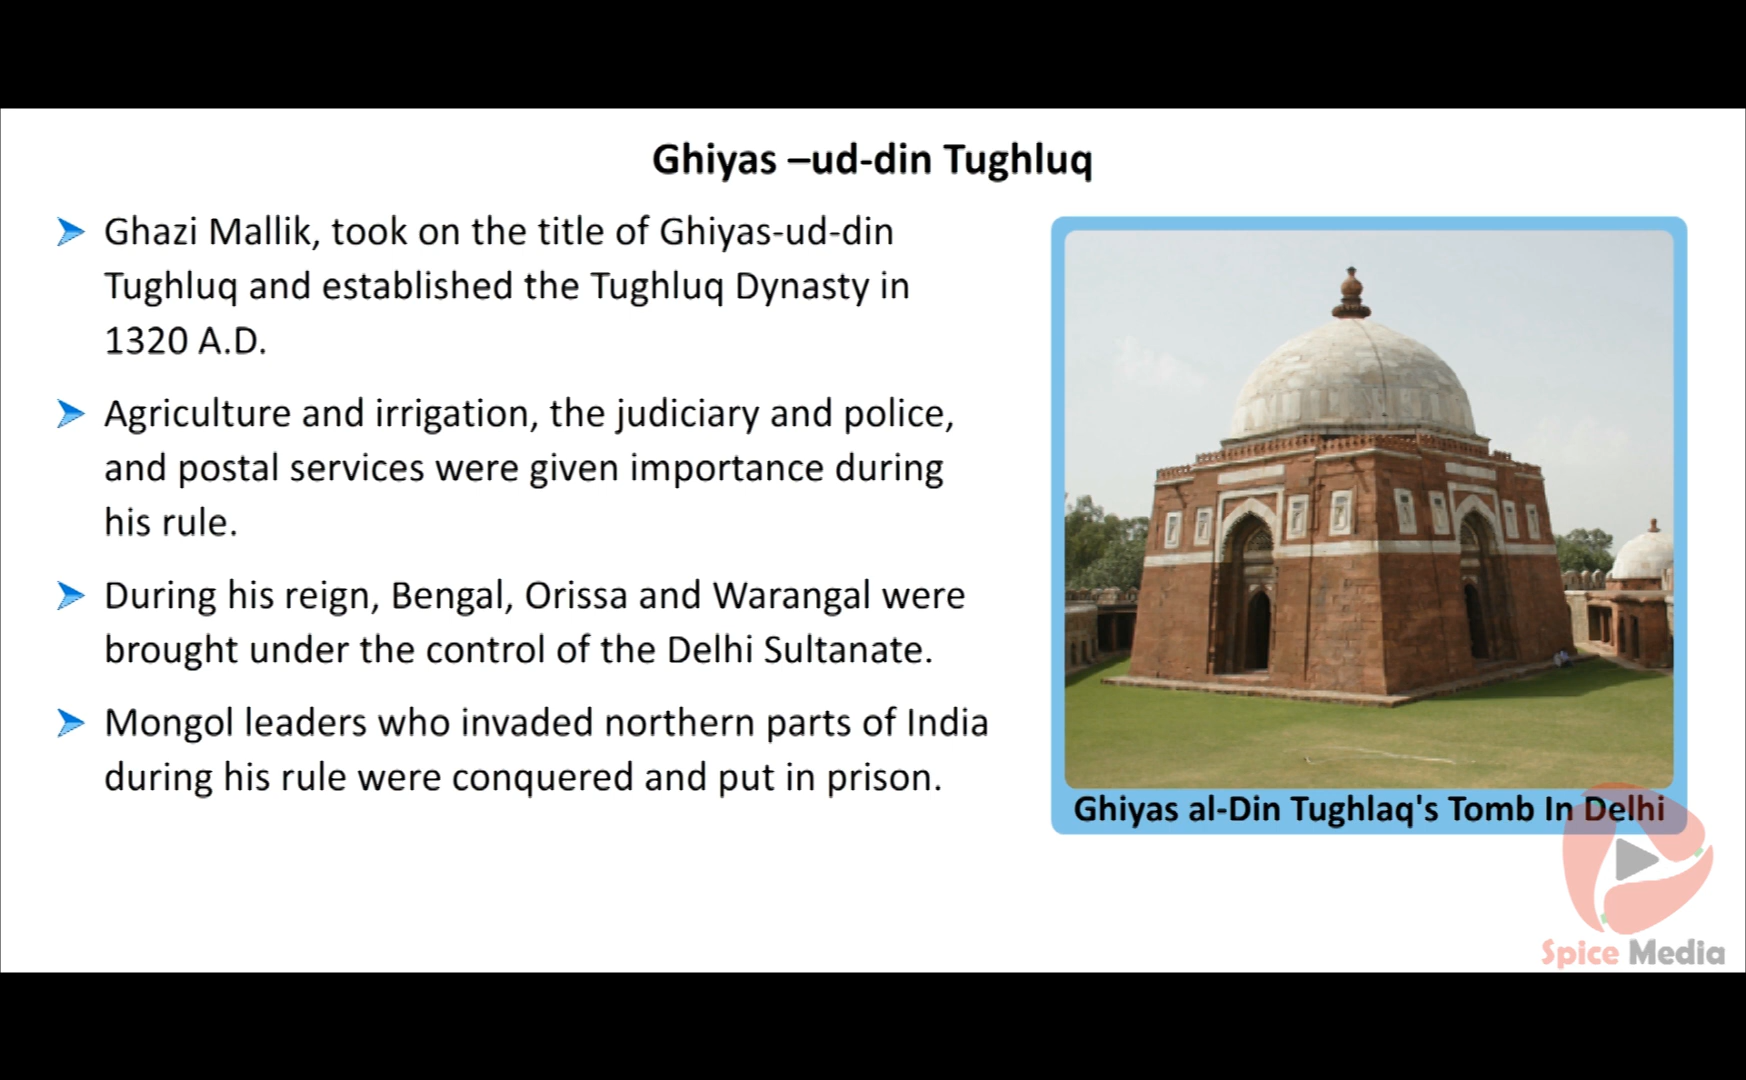 Ghiyas –ud-din Tughluq
Ghazi Mallik, took on the title of Ghiyas-ud-din
Tughluq and established the Tughluq Dynasty in
1320 A.D.
Agriculture and irrigation, the judiciary and police,
and postal services were given importance during
his rule.
During his reign, Bengal, Orissa and Warangal were
brought under the control of the Delhi Sultanate.
Mongol leaders who invaded northern parts of India
during his rule were conquered and put in prison.
Ghiyas al-Din Tughlaq's Tomb In Delhi
Spice Media